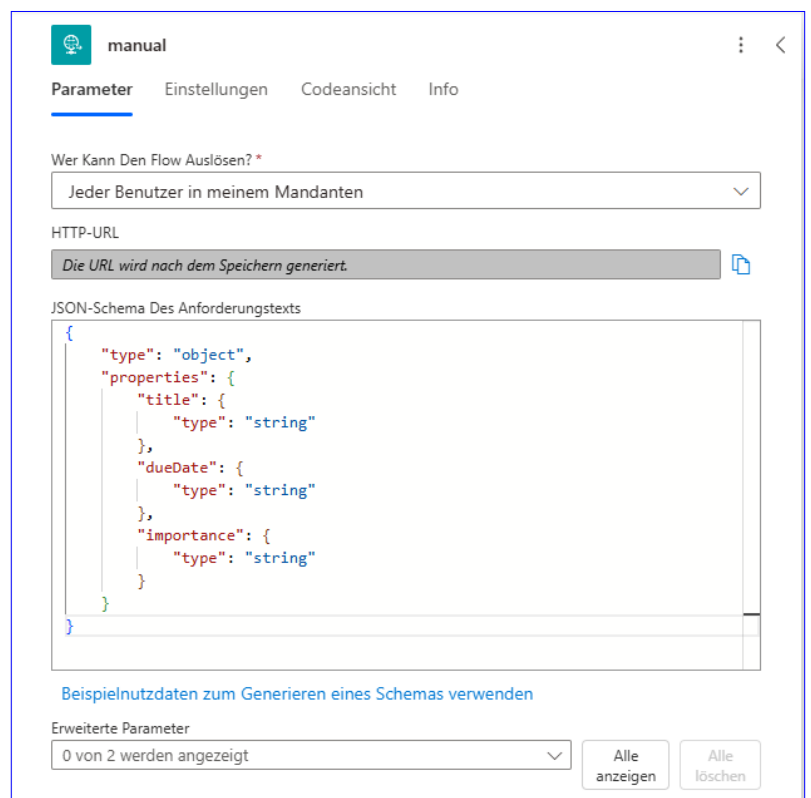 manual
Parameter Einstellungen Codeansicht Info
Wer Kann Den Flow Auslösen? *
Jeder Benutzer in meinem Mandanten
HTTP-URL
Die URL wird nach dem Speichern generiert.
JSON-Schema Des Anforderungstexts
{
    "type": "object",
    "properties": {
        "title": {
            "type": "string"
        },
        "dueDate": {
            "type": "string"
        },
        "importance": {
            "type": "string"
        }
    }
}
Beispielnutzdaten zum Generieren eines Schemas verwenden
Erweiterte Parameter
0 von 2 werden angezeigt
Alle
anzeigen
Alle
löschen